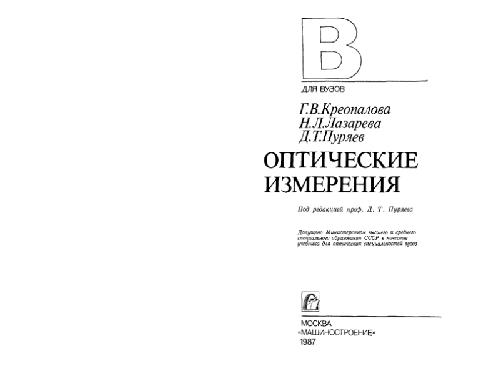 В
ДЛЯ ВУЗОВ
Г.В.Креопалова
Н.Л.Лазарева
Д.Т.Пуряев
ОПТИЧЕСКИЕ
ИЗМЕРЕНИЯ
Под редакцией проф. Д. Т. Пуряева
Допущено Министерством высшего и среднего
специального образования СССР в качестве
учебника для оптических специальностей вузов
МОСКВА
«МАШИНОСТРОЕНИЕ»
1987